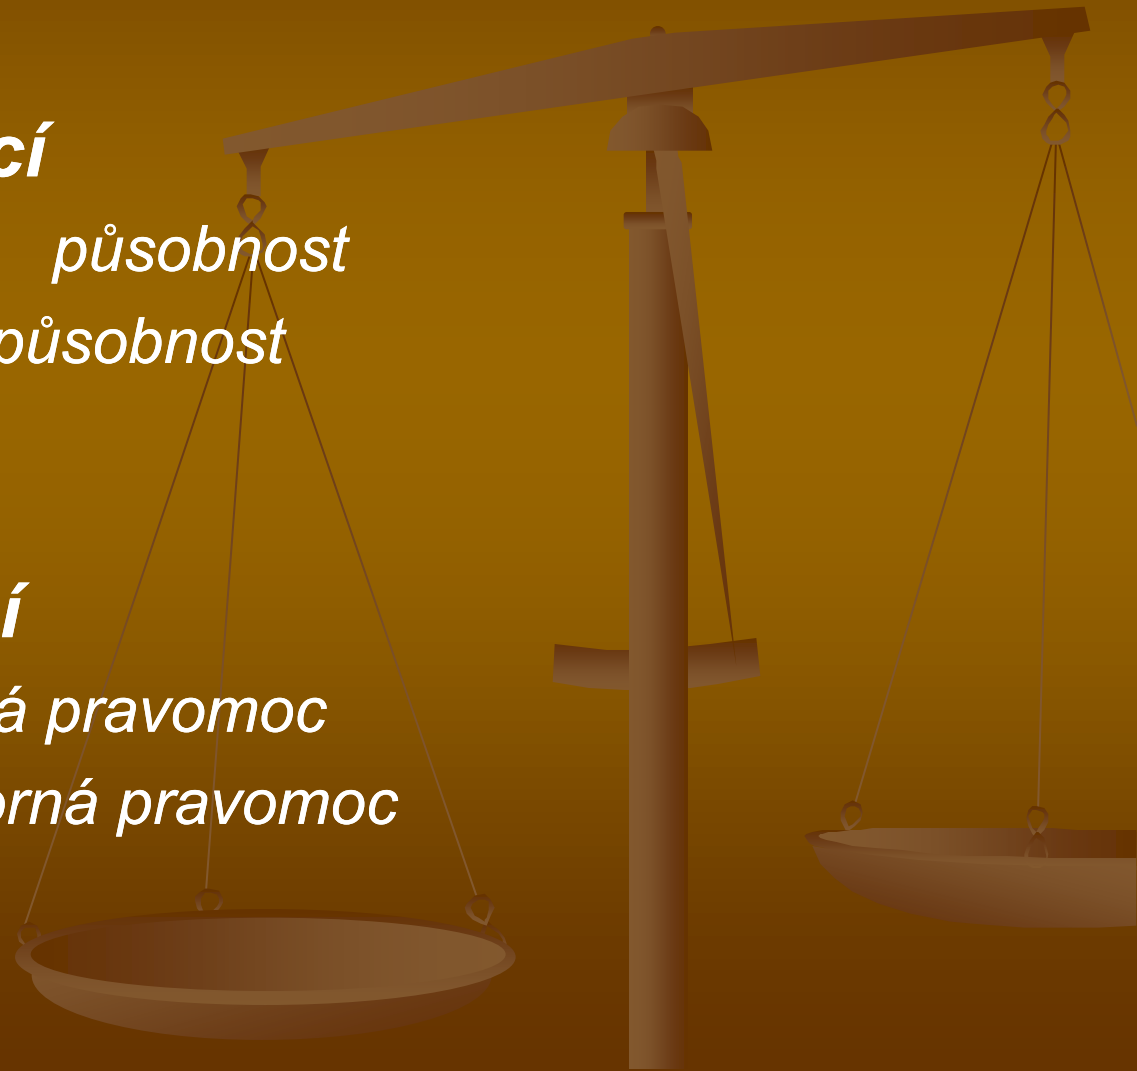 cí
působnost
působnost
í
á pravomoc
orná pravomoc